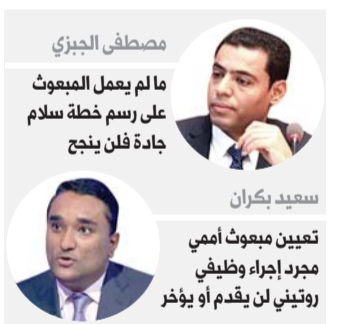 مصطفى الجبزي
ما لم يعمل المبعوث
على رسم خطة سلام
جادة فلن ينجح
سعيد بكران
تعيين مبعوث أممي
مجرد إجراء وظيفي
روتيني لن يقدم أو يؤخر